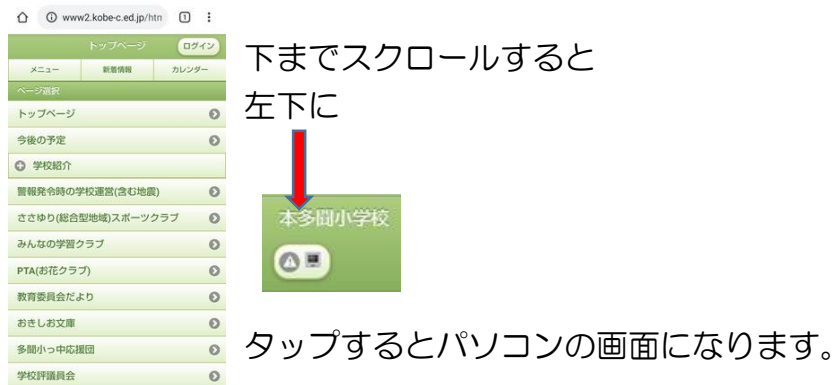 www2.kobe-c.ed.jp/htn
1
トップページ
ログイン
メニュー
新着情報
カレンダー
ページ選択
トップページ
今後の予定
学校紹介
警報発令時の学校運営(含む地震)
ささゆり(総合型地域)スポーツクラブ
みんなの学習クラブ
PTA(お花クラブ)
教育委員会だより
おきしお文庫
多聞小っ中応援団
学校評議員会
下までスクロールすると
左下に
本多聞小学校
タップするとパソコンの画面になります。